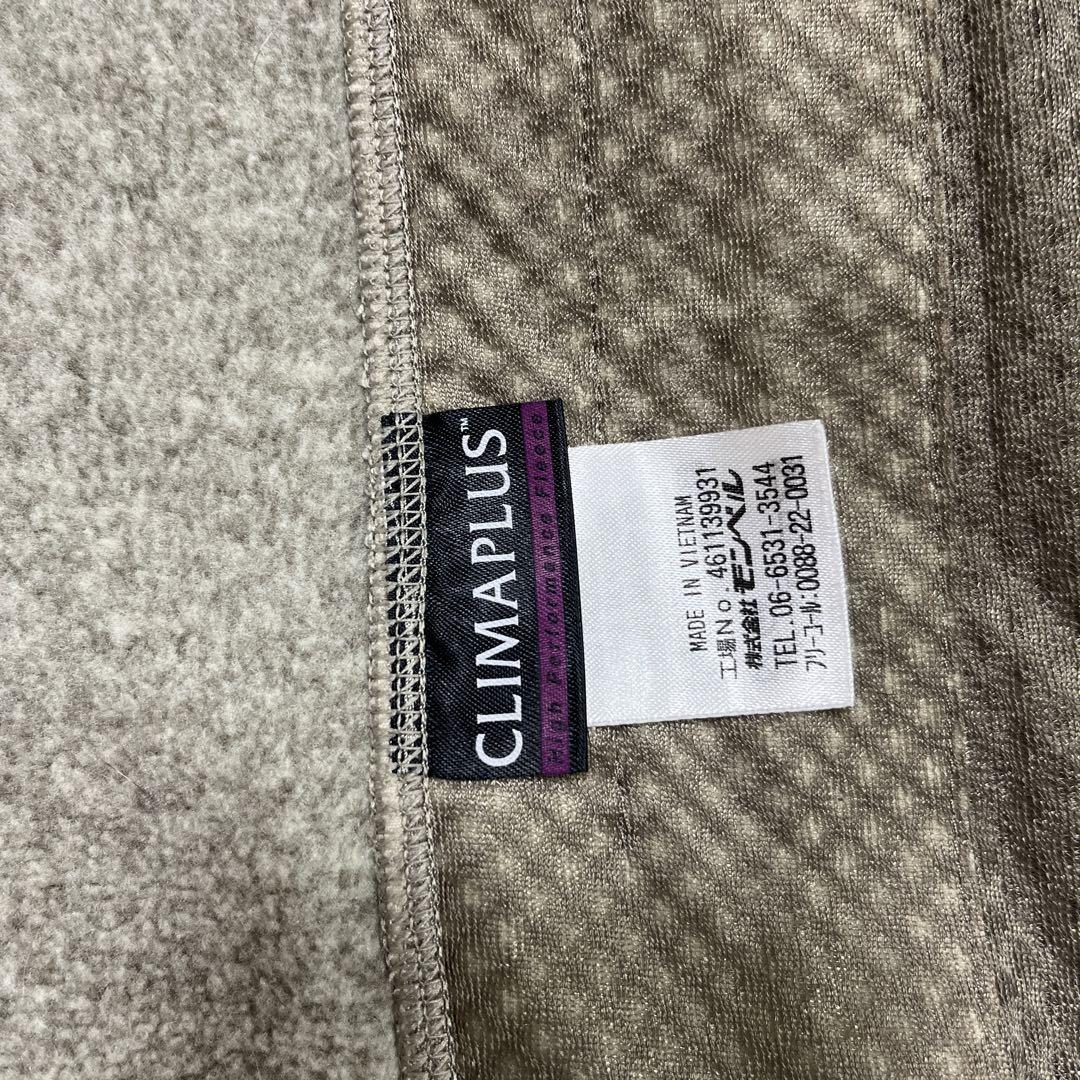 CLIMAPLUS™
High Performance Fleece
MADE IN VIETNAM
工場No. 461139931
株式会社 モンベル
TEL.06-6531-3544
フリーコール:0088-22-0031